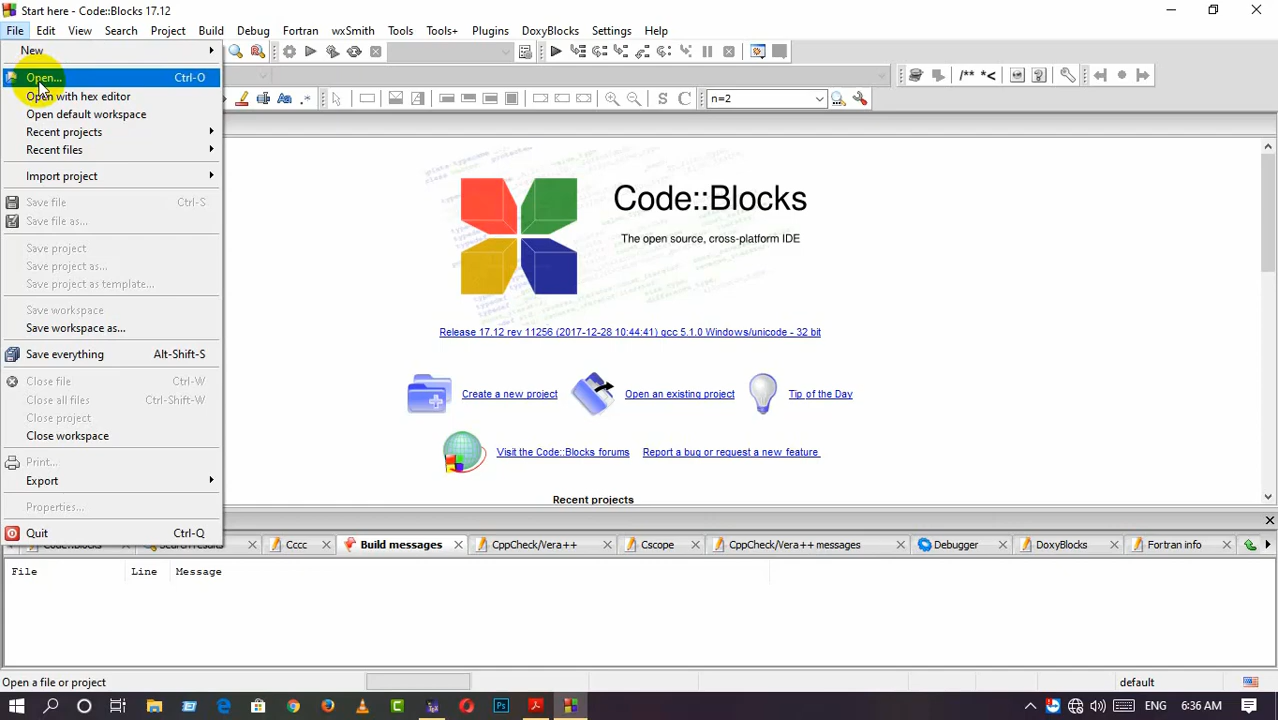 Start here - Code::Blocks 17.12
File Edit View Search Project Build Debug Fortran wxSmith Tools Tools+ Plugins DoxyBlocks Settings Help
New
Open... Ctrl-O
Open with hex editor
Open default workspace
Recent projects
Recent files
Import project
Save file Ctrl-S
Save file as...
Save project
Save project as...
Save project as template...
Save workspace
Save workspace as...
Save everything Alt-Shift-S
Close file Ctrl-W
Close all files Ctrl-Shift-W
Close project
Close workspace
Print...
Export
Properties...
Quit Ctrl-Q
/** *<
Aa .* S C n=2
Code::Blocks
The open source, cross-platform IDE
Release 17.12 rev 11256 (2017-12-28 10:44:41) gcc 5.1.0 Windows/unicode - 32 bit
Create a new project Open an existing project Tip of the Day
Visit the Code::Blocks forums Report a bug or request a new feature
Recent projects
Cccc Build messages CppCheck/Vera++ Cscope CppCheck/Vera++ messages Debugger DoxyBlocks Fortran info
File Line Message
Open a file or project default
ENG 6:36 AM